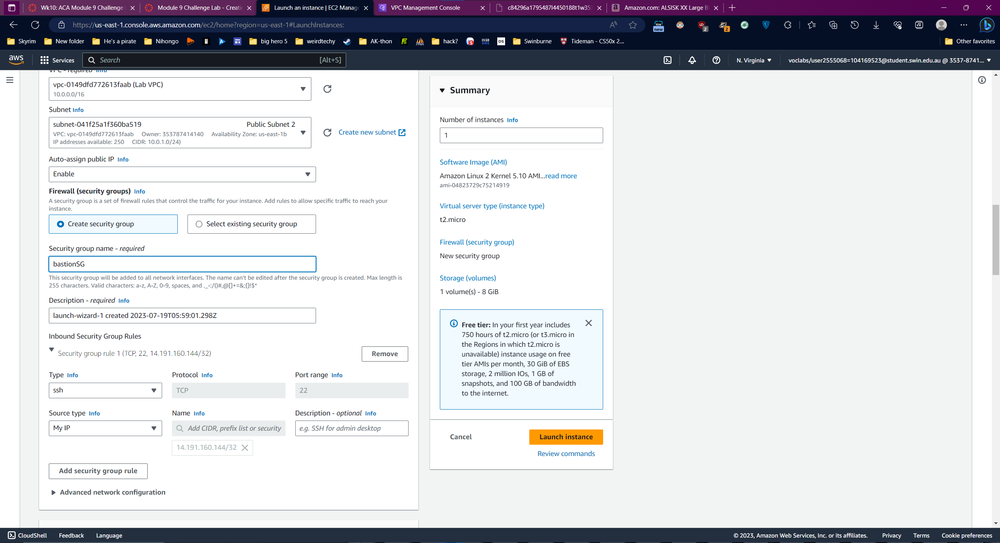 Wk10: ACA Module 9 Challenge
Module 9 Challenge Lab - Creati
Launch an instance | EC2 Manage
VPC Management Console
c84296a1795487l4450188t1w353
Amazon.com: ALSISK XX Large Bl
https://us-east-1.console.aws.amazon.com/ec2/home?region=us-east-1#LaunchInstances:
new
2
2
Skyrim
New folder
He's a pirate
Nihongo
big hero 5
weirdtechy
AK-thon
hack?
DS
Swinburne
Tideman - CS50x 2...
Other favorites
aws
Services
Search
[Alt+S]
N. Virginia
voclabs/user2555068=104169523@student.swin.edu.au @ 3537-8741...
VPC - required Info
vpc-0149dfd772613faab (Lab VPC)
10.0.0.0/16
Subnet Info
subnet-041f25a1f360ba519 Public Subnet 2
VPC: vpc-0149dfd772613faab Owner: 353787414140 Availability Zone: us-east-1b
IP addresses available: 250 CIDR: 10.0.1.0/24)
Create new subnet
Auto-assign public IP Info
Enable
Firewall (security groups) Info
A security group is a set of firewall rules that control the traffic for your instance. Add rules to allow specific traffic to reach your
instance.
Create security group
Select existing security group
Security group name - required
bastionSG
This security group will be added to all network interfaces. The name can't be edited after the security group is created. Max length is
255 characters. Valid characters: a-z, A-Z, 0-9, spaces, and ._-:/()#,@[]+=&;{}!$*
Description - required Info
launch-wizard-1 created 2023-07-19T05:59:01.298Z
Inbound Security Group Rules
Security group rule 1 (TCP, 22, 14.191.160.144/32)
Remove
Type Info
Protocol Info
Port range Info
ssh
TCP
22
Source type Info
Name Info
Description - optional Info
My IP
Add CIDR, prefix list or security
e.g. SSH for admin desktop
14.191.160.144/32
Add security group rule
Advanced network configuration
Summary
Number of instances Info
1
Software Image (AMI)
Amazon Linux 2 Kernel 5.10 AMI...read more
ami-04823729c75214919
Virtual server type (instance type)
t2.micro
Firewall (security group)
New security group
Storage (volumes)
1 volume(s) - 8 GiB
Free tier: In your first year includes
750 hours of t2.micro (or t3.micro in
the Regions in which t2.micro is
unavailable) instance usage on free
tier AMIs per month, 30 GiB of EBS
storage, 2 million IOs, 1 GB of
snapshots, and 100 GB of bandwidth
to the internet.
Cancel
Launch instance
Review commands
CloudShell
Feedback
Language
© 2023, Amazon Web Services, Inc. or its affiliates.
Privacy
Terms
Cookie preferences